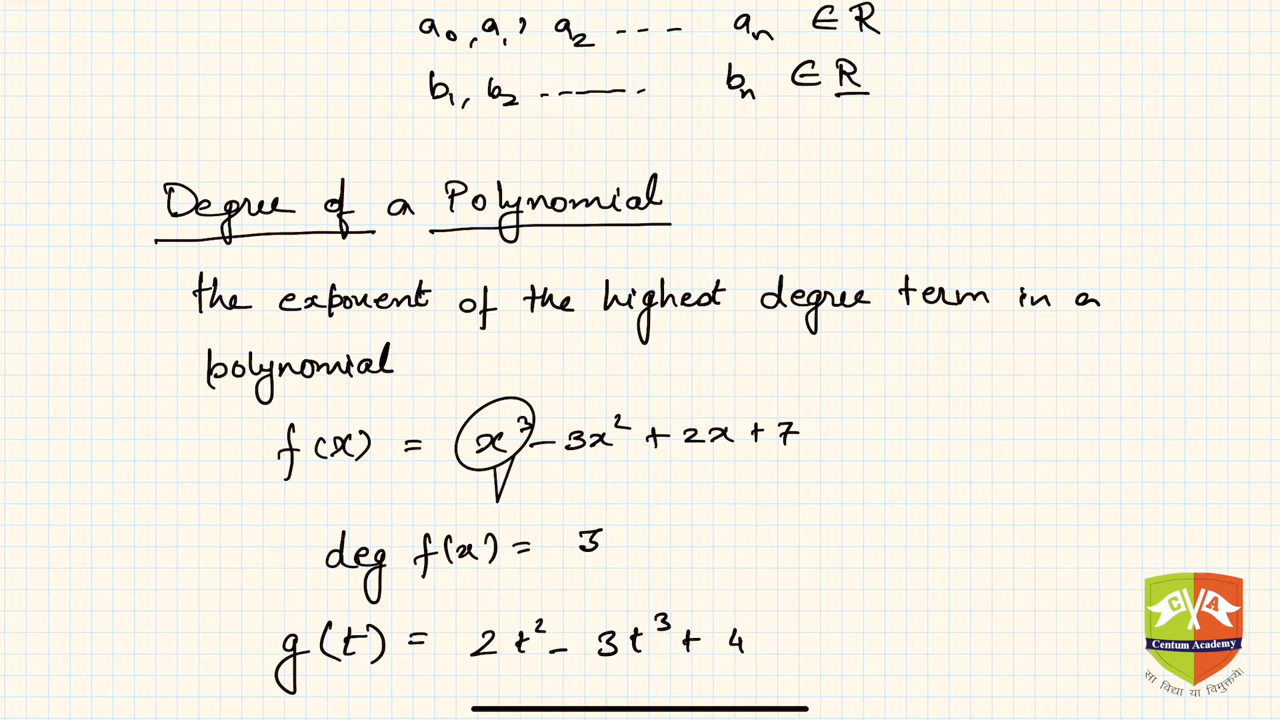 a₀, a₁, a₂ --- aₙ ∈ R
b₁, b₂ ------- bₙ ∈ R
Degree of a Polynomial
the exponent of the highest degree term in a
polynomial
f(x) = x³ - 3x² + 2x + 7
deg f(x) = 3
g(t) = 2t² - 3t³ + 4
C A
Centum Academy
सा विद्या या विमुक्तये।